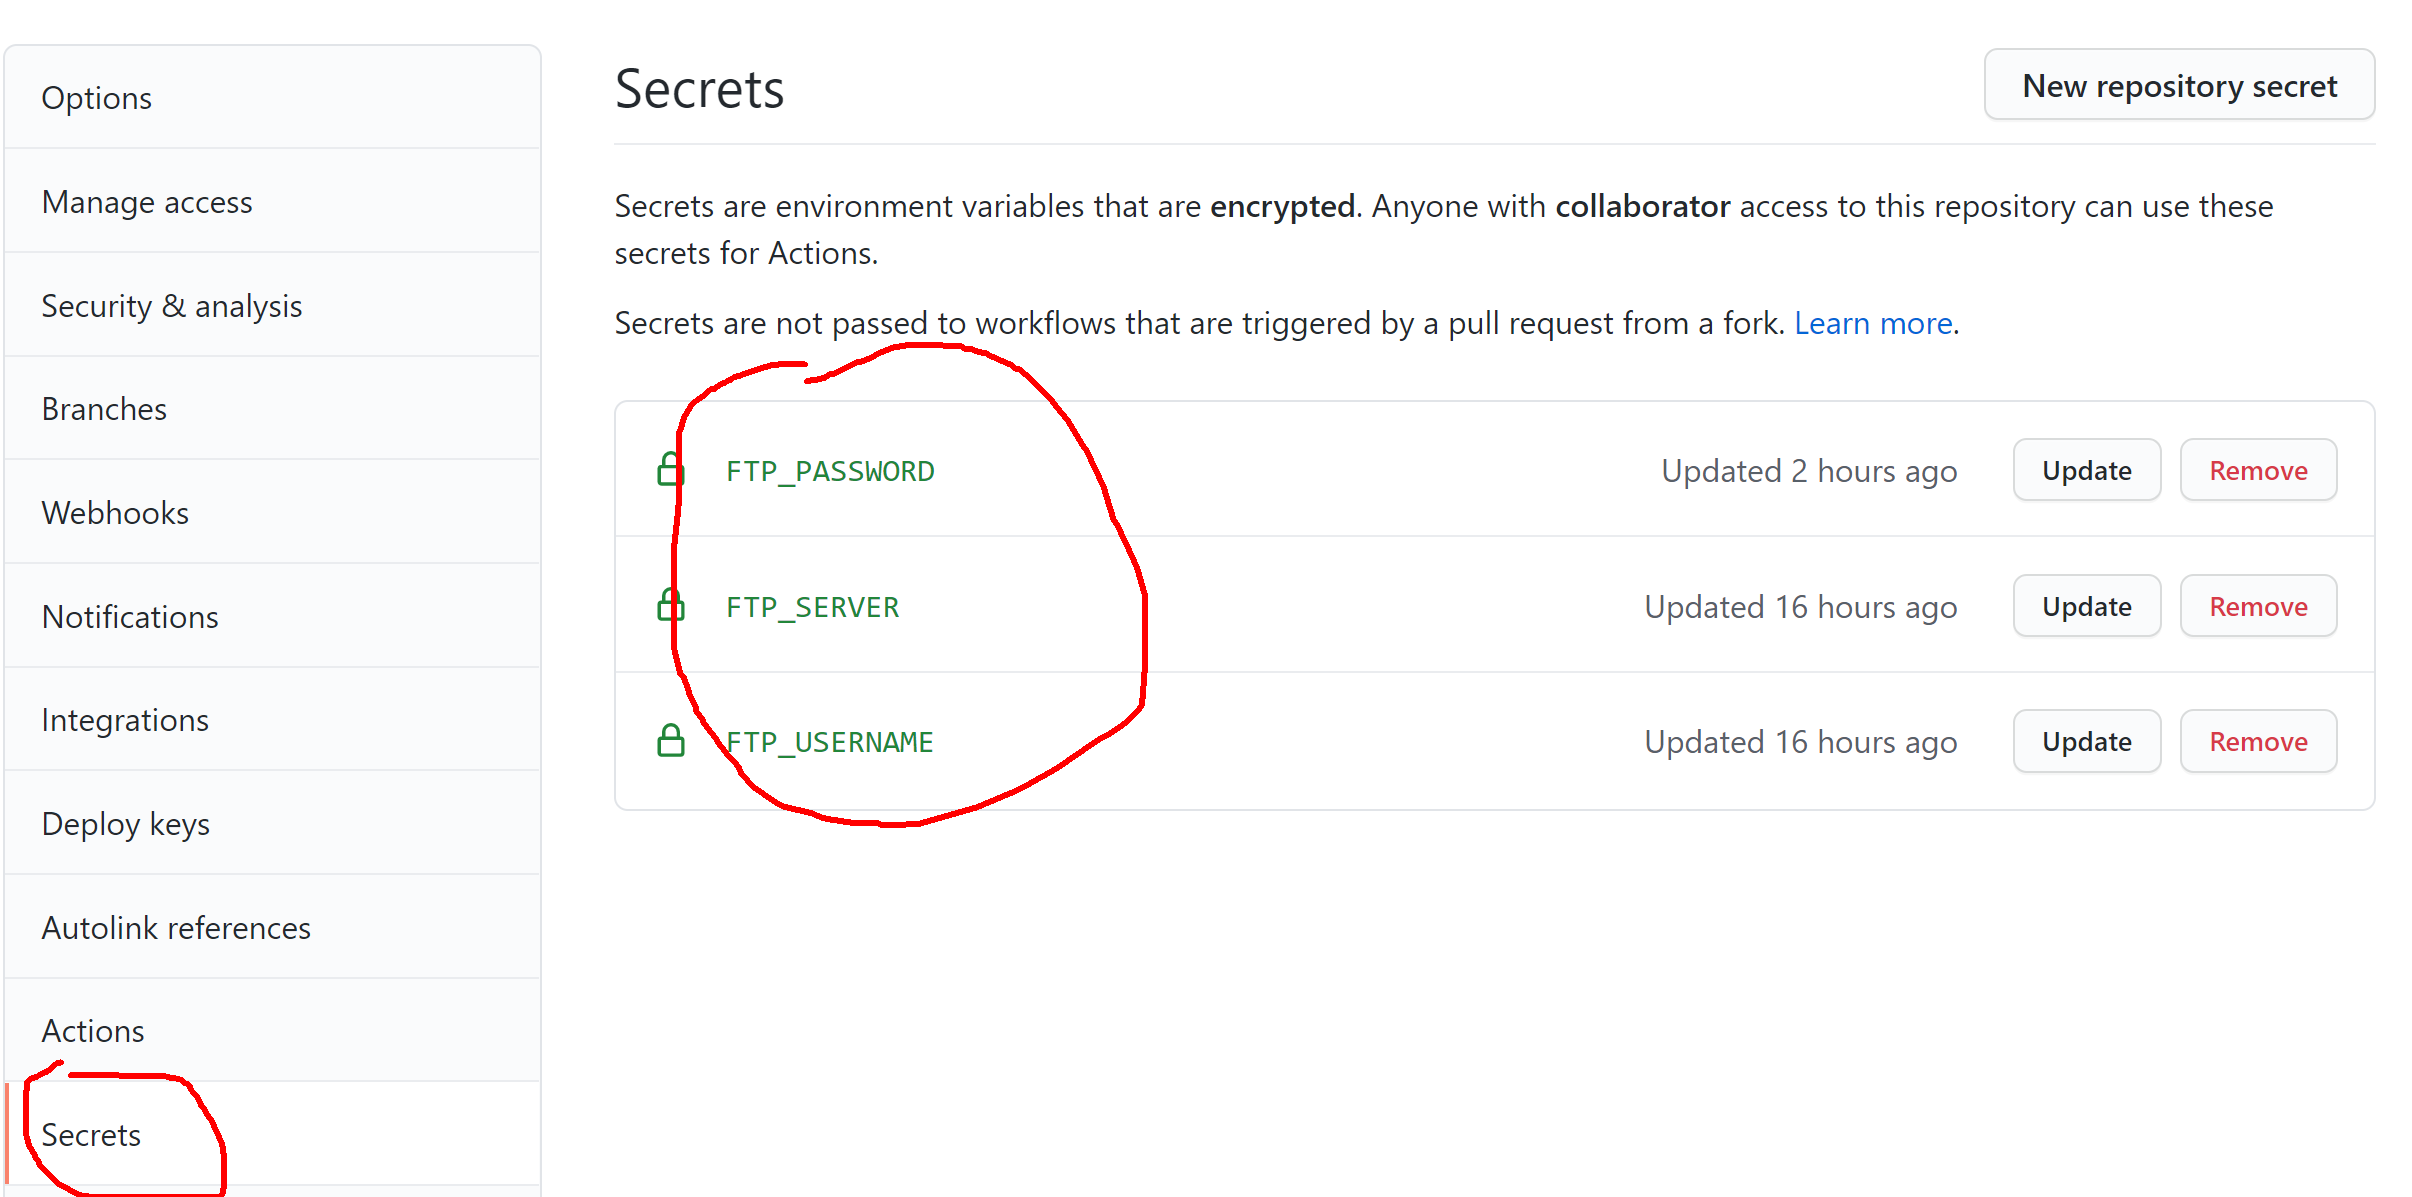 Options
Manage access
Security & analysis
Branches
Webhooks
Notifications
Integrations
Deploy keys
Autolink references
Actions
Secrets
Secrets
New repository secret
Secrets are environment variables that are encrypted. Anyone with collaborator access to this repository can use these
secrets for Actions.
Secrets are not passed to workflows that are triggered by a pull request from a fork. Learn more.
FTP_PASSWORD Updated 2 hours ago Update Remove
FTP_SERVER Updated 16 hours ago Update Remove
FTP_USERNAME Updated 16 hours ago Update Remove